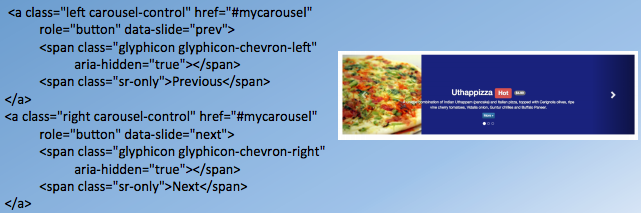 <a class="left carousel-control" href="#mycarousel"
role="button" data-slide="prev">
<span class="glyphicon glyphicon-chevron-left"
aria-hidden="true"></span>
<span class="sr-only">Previous</span>
</a>
<a class="right carousel-control" href="#mycarousel"
role="button" data-slide="next">
<span class="glyphicon glyphicon-chevron-right"
aria-hidden="true"></span>
<span class="sr-only">Next</span>
</a>
Uthappizza Hot
combination of Indian Uthappam (pancake) and Italian pizza, topped with Cerignola olives, ripe
vine cherry tomatoes, Vidalia onion, Guntur chillies and Buffalo Paneer.
More »